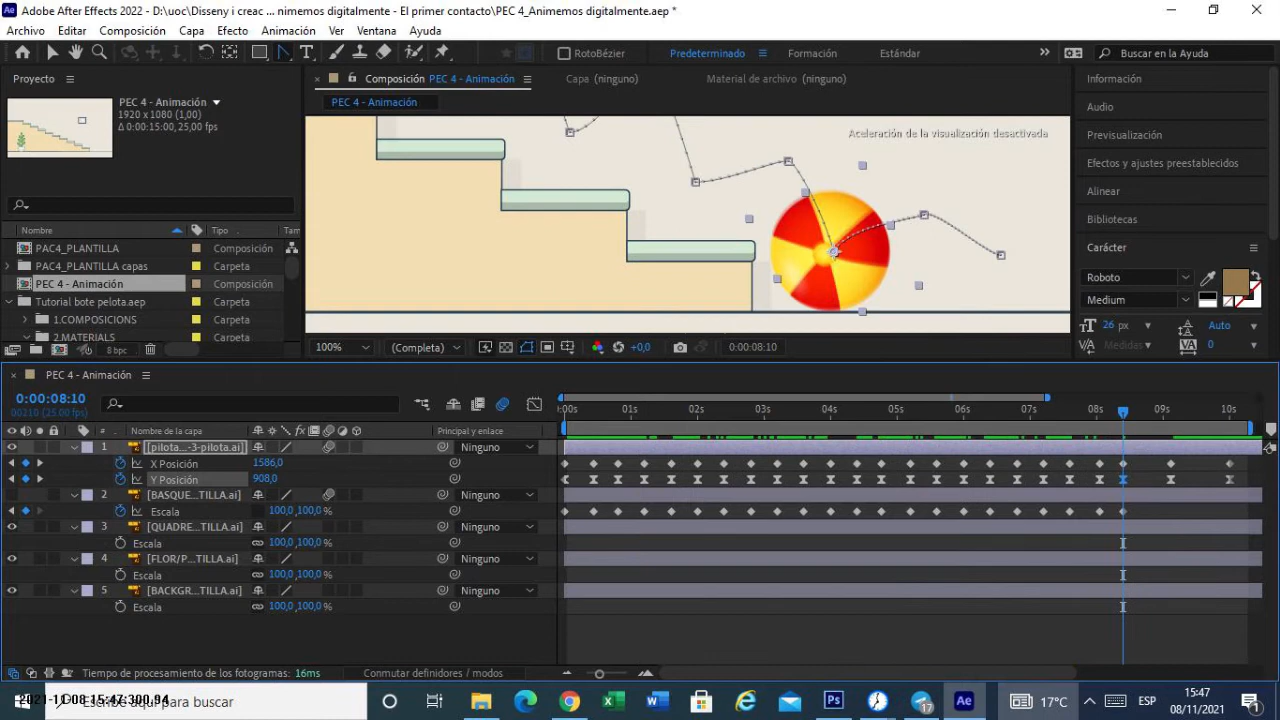 Adobe After Effects 2022 - D:\uoc\Disseny i creac ... nimemos digitalmente - El primer contacto\PEC 4_Animemos digitalmente.aep *
Archivo Editar Composición Capa Efecto Animación Ver Ventana Ayuda
RotoBézier Predeterminado Formación Estándar Buscar en la Ayuda
Proyecto
Composición PEC 4 - Animación Capa (ninguno) Material de archivo (ninguno)
PEC 4 - Animación
PEC 4 - Animación
1920 x 1080 (1,00)
Δ 0:00:15:00, 25,00 fps
Aceleración de la visualización desactivada
Nombre Tipo
PAC4_PLANTILLA Composición
PAC4_PLANTILLA capas Carpeta
PEC 4 - Animación Composición
Tutorial bote pelota.aep Carpeta
1.COMPOSICIONS Carpeta
2.MATERIALS Carpeta
8 bpc
100% (Completa) +0,0 0:00:08:10
Información
Audio
Previsualización
Efectos y ajustes preestablecidos
Alinear
Bibliotecas
Carácter
Roboto
Medium
26 px Auto
Medidas 0
PEC 4 - Animación
0:00:08:10
00210 (25.00 fps)
:00s 01s 02s 03s 04s 05s 06s 07s 08s 09s 10s
# Nombre de la capa Principal y enlace
1 [pilota...-3-pilota.ai] Ninguno
X Posición 1586,0
Y Posición 908,0
2 [BASQUE...TILLA.ai] Ninguno
Escala 100,0,100,0 %
3 [QUADRE...TILLA.ai] Ninguno
Escala 100,0,100,0 %
4 [FLOR/P...TILLA.ai] Ninguno
Escala 100,0,100,0 %
5 [BACKGR...TILLA.ai] Ninguno
Escala 100,0,100,0 %
Tiempo de procesamiento de los fotogramas: 16ms Conmutar definidores / modos
para buscar
17
17°C
ESP
15:47
08/11/2021
1